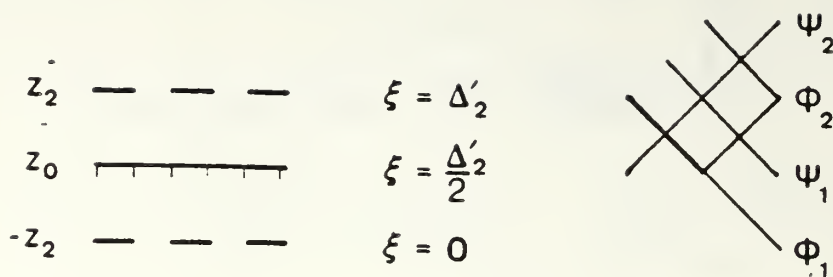 Ψ₂
z₂ ξ = Δ′₂ Φ₂
z₀ ξ = Δ′₂/2 Ψ₁
-z₂ ξ = 0 Φ₁